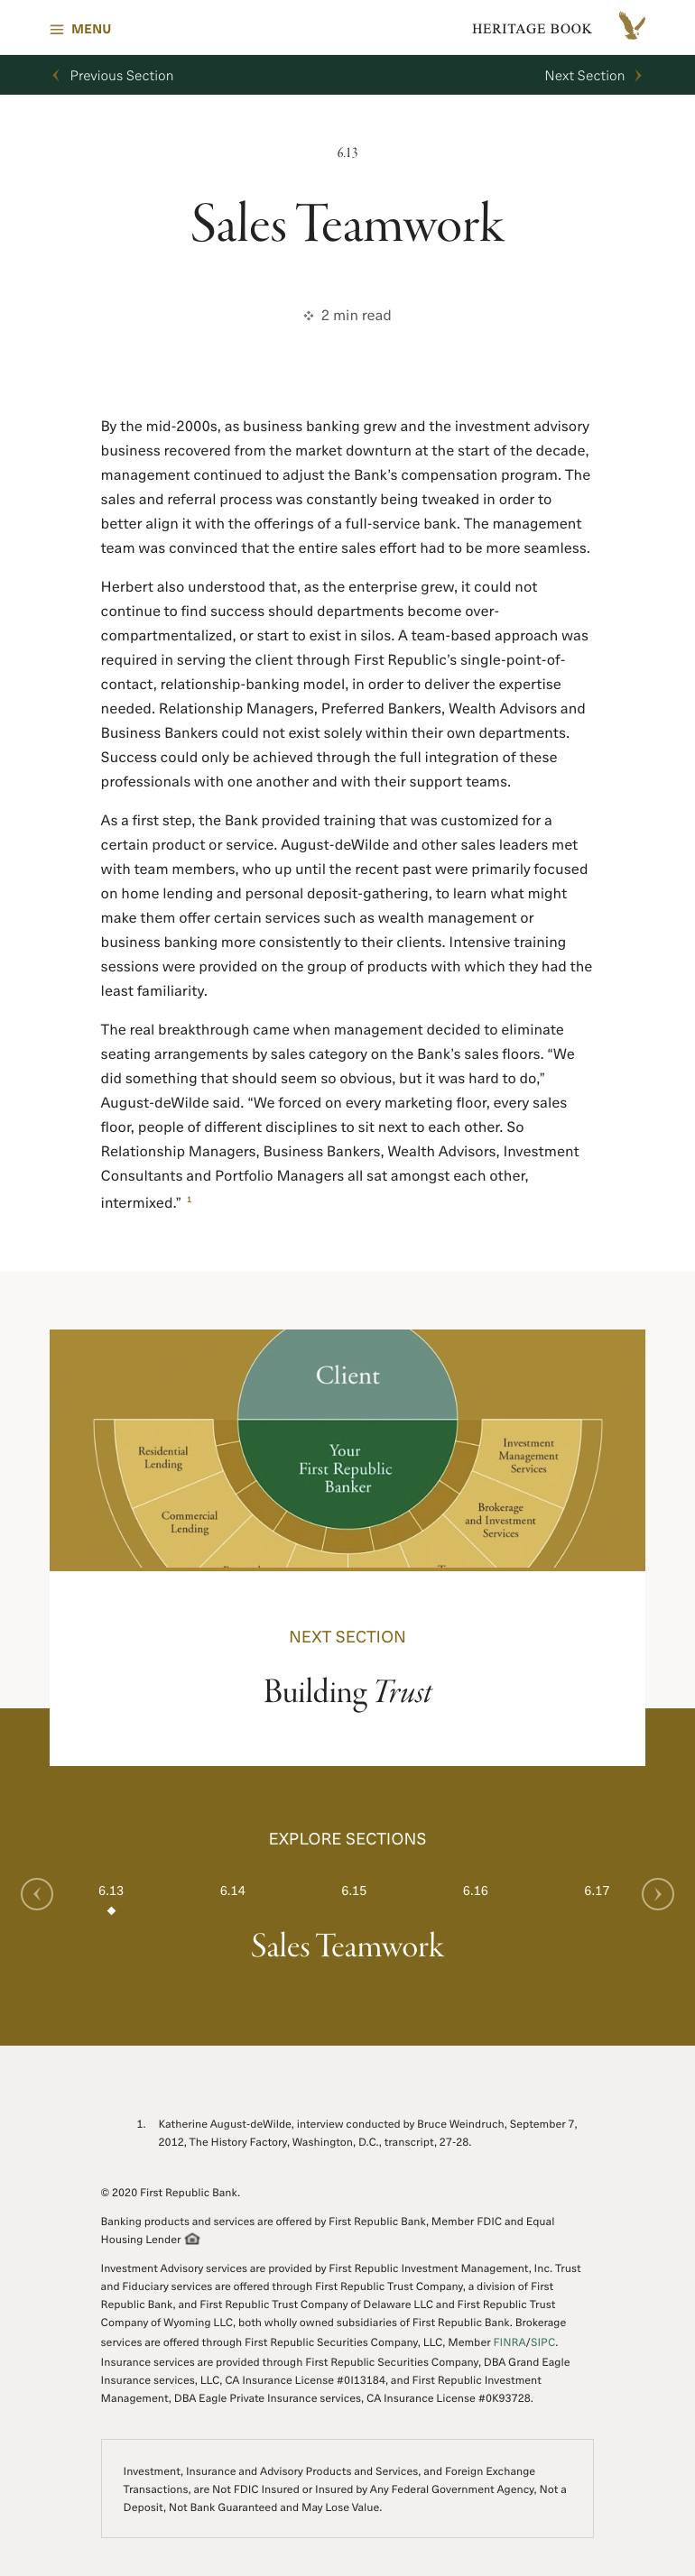 MENU
HERITAGE BOOK
Previous Section
Next Section
6.13
Sales Teamwork
2 min read
By the mid-2000s, as business banking grew and the investment advisory
business recovered from the market downturn at the start of the decade,
management continued to adjust the Bank’s compensation program. The
sales and referral process was constantly being tweaked in order to
better align it with the offerings of a full-service bank. The management
team was convinced that the entire sales effort had to be more seamless.
Herbert also understood that, as the enterprise grew, it could not
continue to find success should departments become over-
compartmentalized, or start to exist in silos. A team-based approach was
required in serving the client through First Republic’s single-point-of-
contact, relationship-banking model, in order to deliver the expertise
needed. Relationship Managers, Preferred Bankers, Wealth Advisors and
Business Bankers could not exist solely within their own departments.
Success could only be achieved through the full integration of these
professionals with one another and with their support teams.
As a first step, the Bank provided training that was customized for a
certain product or service. August-deWilde and other sales leaders met
with team members, who up until the recent past were primarily focused
on home lending and personal deposit-gathering, to learn what might
make them offer certain services such as wealth management or
business banking more consistently to their clients. Intensive training
sessions were provided on the group of products with which they had the
least familiarity.
The real breakthrough came when management decided to eliminate
seating arrangements by sales category on the Bank’s sales floors. “We
did something that should seem so obvious, but it was hard to do,”
August-deWilde said. “We forced on every marketing floor, every sales
floor, people of different disciplines to sit next to each other. So
Relationship Managers, Business Bankers, Wealth Advisors, Investment
Consultants and Portfolio Managers all sat amongst each other,
intermixed.” 1
Client
Your
First Republic
Banker
Residential
Lending
Commercial
Lending
Investment
Management
Services
Brokerage
and Investment
Services
NEXT SECTION
Building Trust
EXPLORE SECTIONS
6.13 6.14 6.15 6.16 6.17
Sales Teamwork
1. Katherine August-deWilde, interview conducted by Bruce Weindruch, September 7,
2012, The History Factory, Washington, D.C., transcript, 27-28.
© 2020 First Republic Bank.
Banking products and services are offered by First Republic Bank, Member FDIC and Equal
Housing Lender
Investment Advisory services are provided by First Republic Investment Management, Inc. Trust
and Fiduciary services are offered through First Republic Trust Company, a division of First
Republic Bank, and First Republic Trust Company of Delaware LLC and First Republic Trust
Company of Wyoming LLC, both wholly owned subsidiaries of First Republic Bank. Brokerage
services are offered through First Republic Securities Company, LLC, Member FINRA/SIPC.
Insurance services are provided through First Republic Securities Company, DBA Grand Eagle
Insurance services, LLC, CA Insurance License #0I13184, and First Republic Investment
Management, DBA Eagle Private Insurance services, CA Insurance License #0K93728.
Investment, Insurance and Advisory Products and Services, and Foreign Exchange
Transactions, are Not FDIC Insured or Insured by Any Federal Government Agency, Not a
Deposit, Not Bank Guaranteed and May Lose Value.